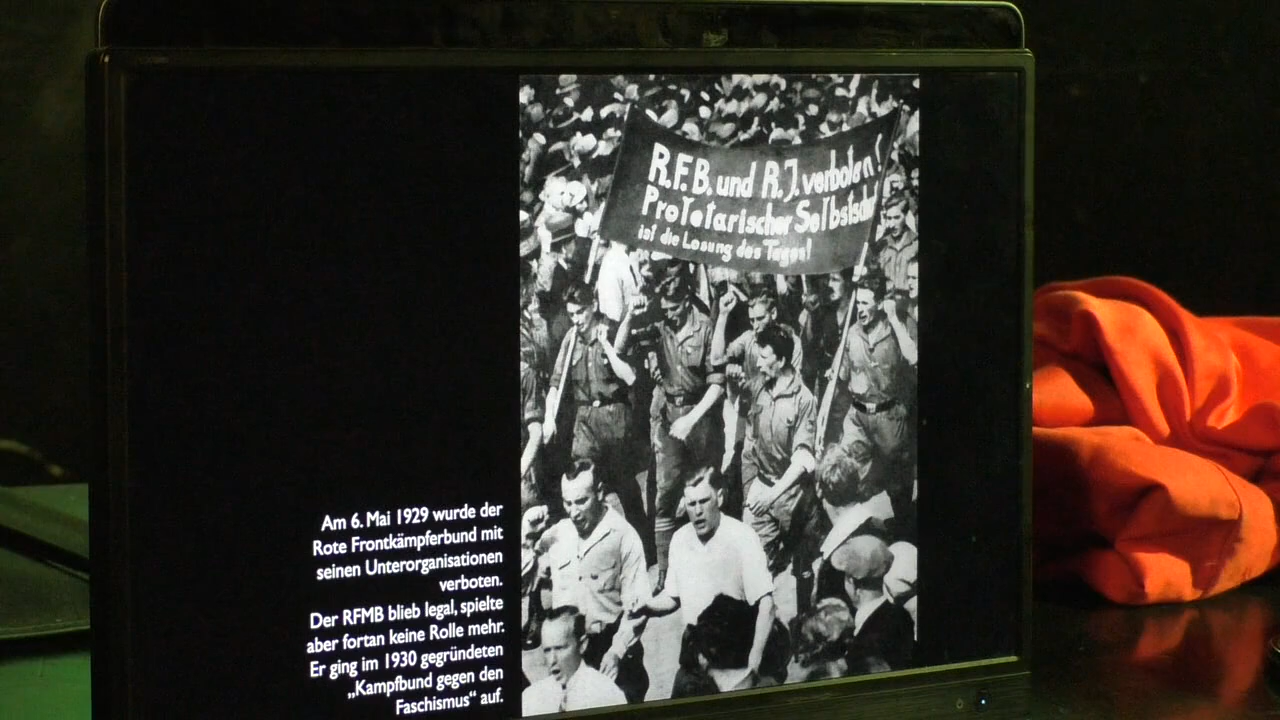 R.F.B. und R.J. verboten!
Proletarischer Selbstschutz
ist die Losung des Tages!
Am 6. Mai 1929 wurde der
Rote Frontkämpferbund mit
seinen Unterorganisationen
verboten.
Der RFMB blieb legal, spielte
aber fortan keine Rolle mehr.
Er ging im 1930 gegründeten
„Kampfbund gegen den
Faschismus“ auf.